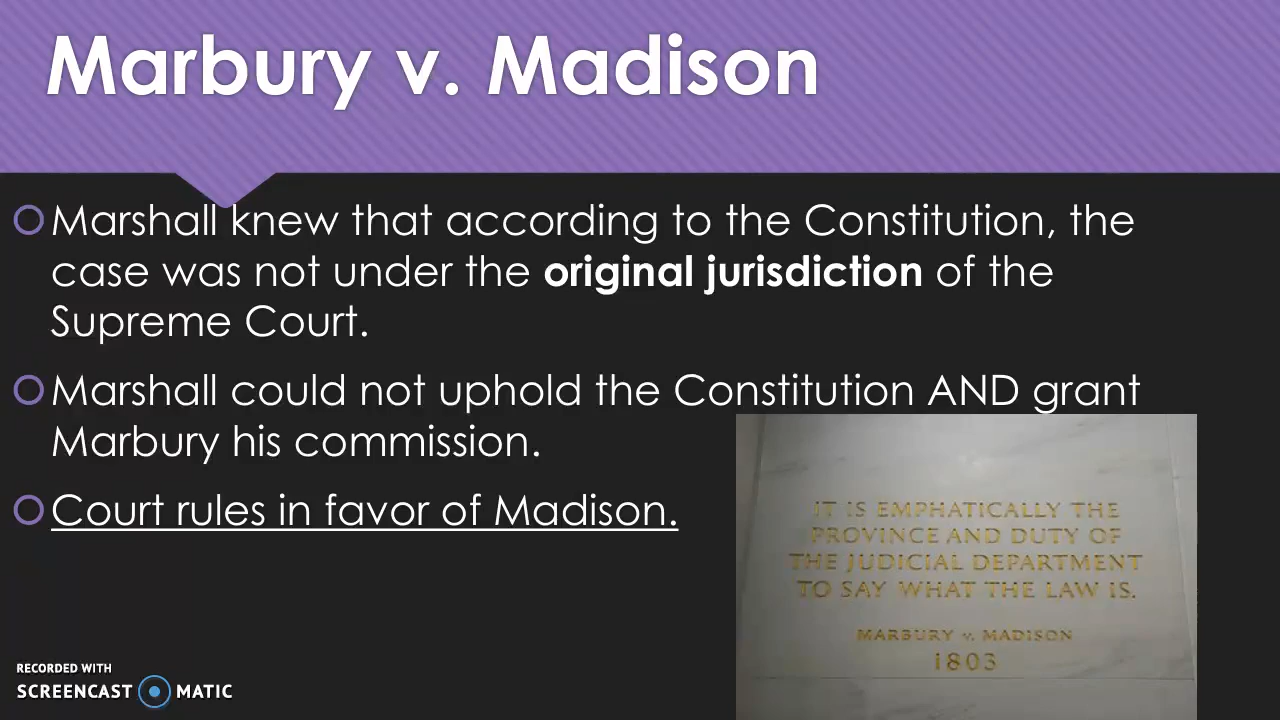 Marbury v. Madison
Marshall knew that according to the Constitution, the
case was not under the original jurisdiction of the
Supreme Court.
Marshall could not uphold the Constitution AND grant
Marbury his commission.
Court rules in favor of Madison.
IT IS EMPHATICALLY THE
PROVINCE AND DUTY OF
THE JUDICIAL DEPARTMENT
TO SAY WHAT THE LAW IS.
MARBURY v. MADISON
1803
RECORDED WITH
SCREENCAST MATIC